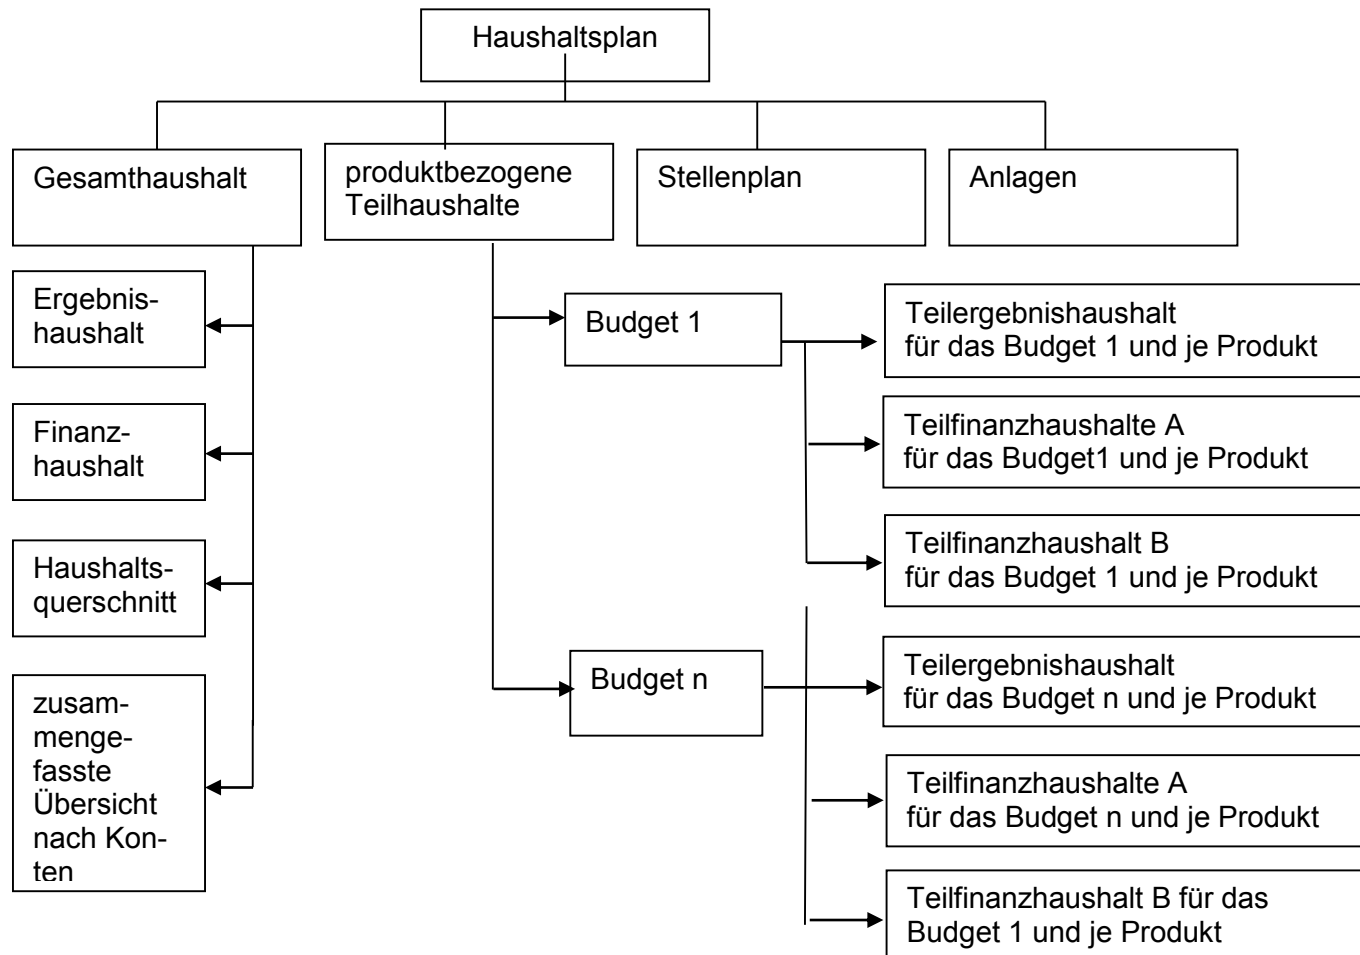 Haushaltsplan
Gesamthaushalt
produktbezogene
Teilhaushalte
Stellenplan
Anlagen
Ergebnis-
haushalt
Finanz-
haushalt
Haushalts-
querschnitt
zusam-
mengе-
fasste
Übersicht
nach Kon-
ten
Budget 1
Teilergebnishaushalt
für das Budget 1 und je Produkt
Teilfinanzhaushalte A
für das Budget1 und je Produkt
Teilfinanzhaushalt B
für das Budget 1 und je Produkt
Budget n
Teilergebnishaushalt
für das Budget n und je Produkt
Teilfinanzhaushalte A
für das Budget n und je Produkt
Teilfinanzhaushalt B für das
Budget 1 und je Produkt